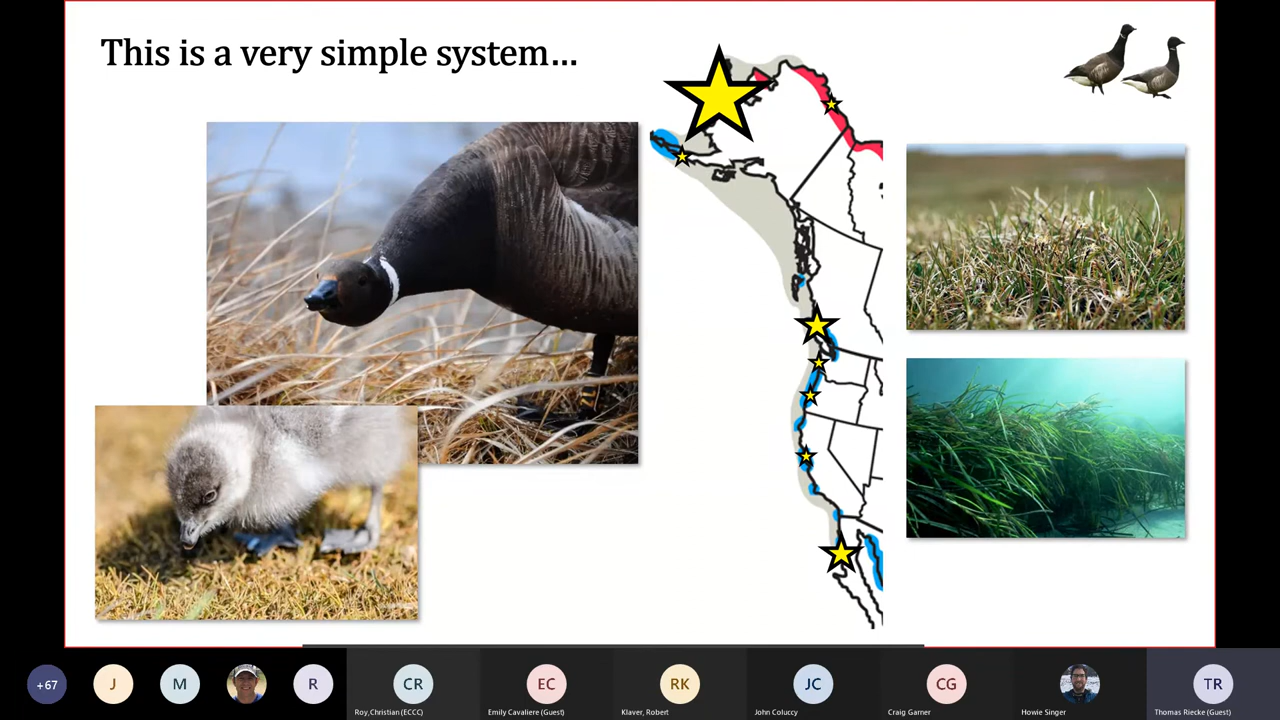 This is a very simple system...
+67
J
M
R
CR
EC
RK
JC
CG
TR
Roy,Christian (ECCC)
Emily Cavaliere (Guest)
Klaver, Robert
John Coluccy
Craig Garner
Howie Singer
Thomas Riecke (Guest)